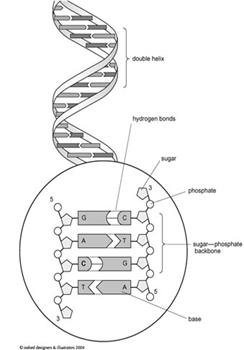 double helix
hydrogen bonds
sugar
3
phosphate
5
G C
A T
sugar—phosphate
backbone
C G
T A
3
5
base
© oxford designers & illustrators 2004